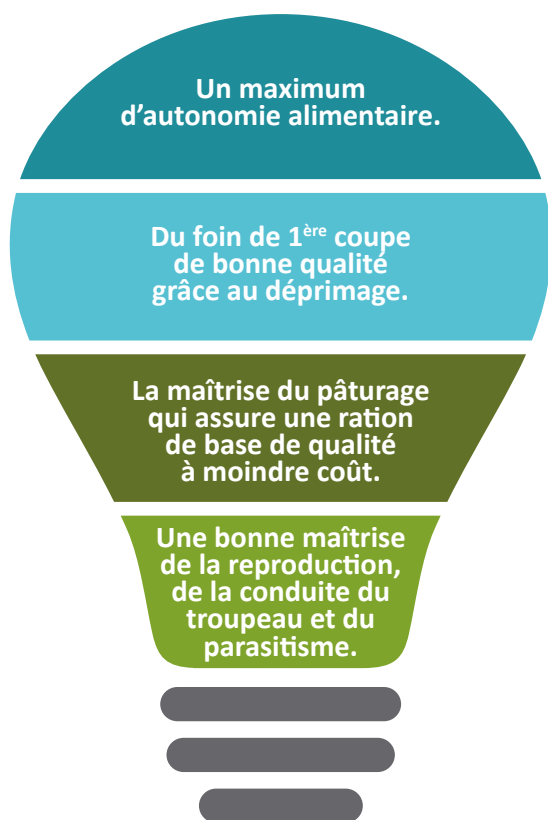 Un maximum
d'autonomie alimentaire.
Du foin de 1ère coupe
de bonne qualité
grâce au déprimage.
La maîtrise du pâturage
qui assure une ration
de base de qualité
à moindre coût.
Une bonne maîtrise
de la reproduction,
de la conduite du
troupeau et du
parasitisme.